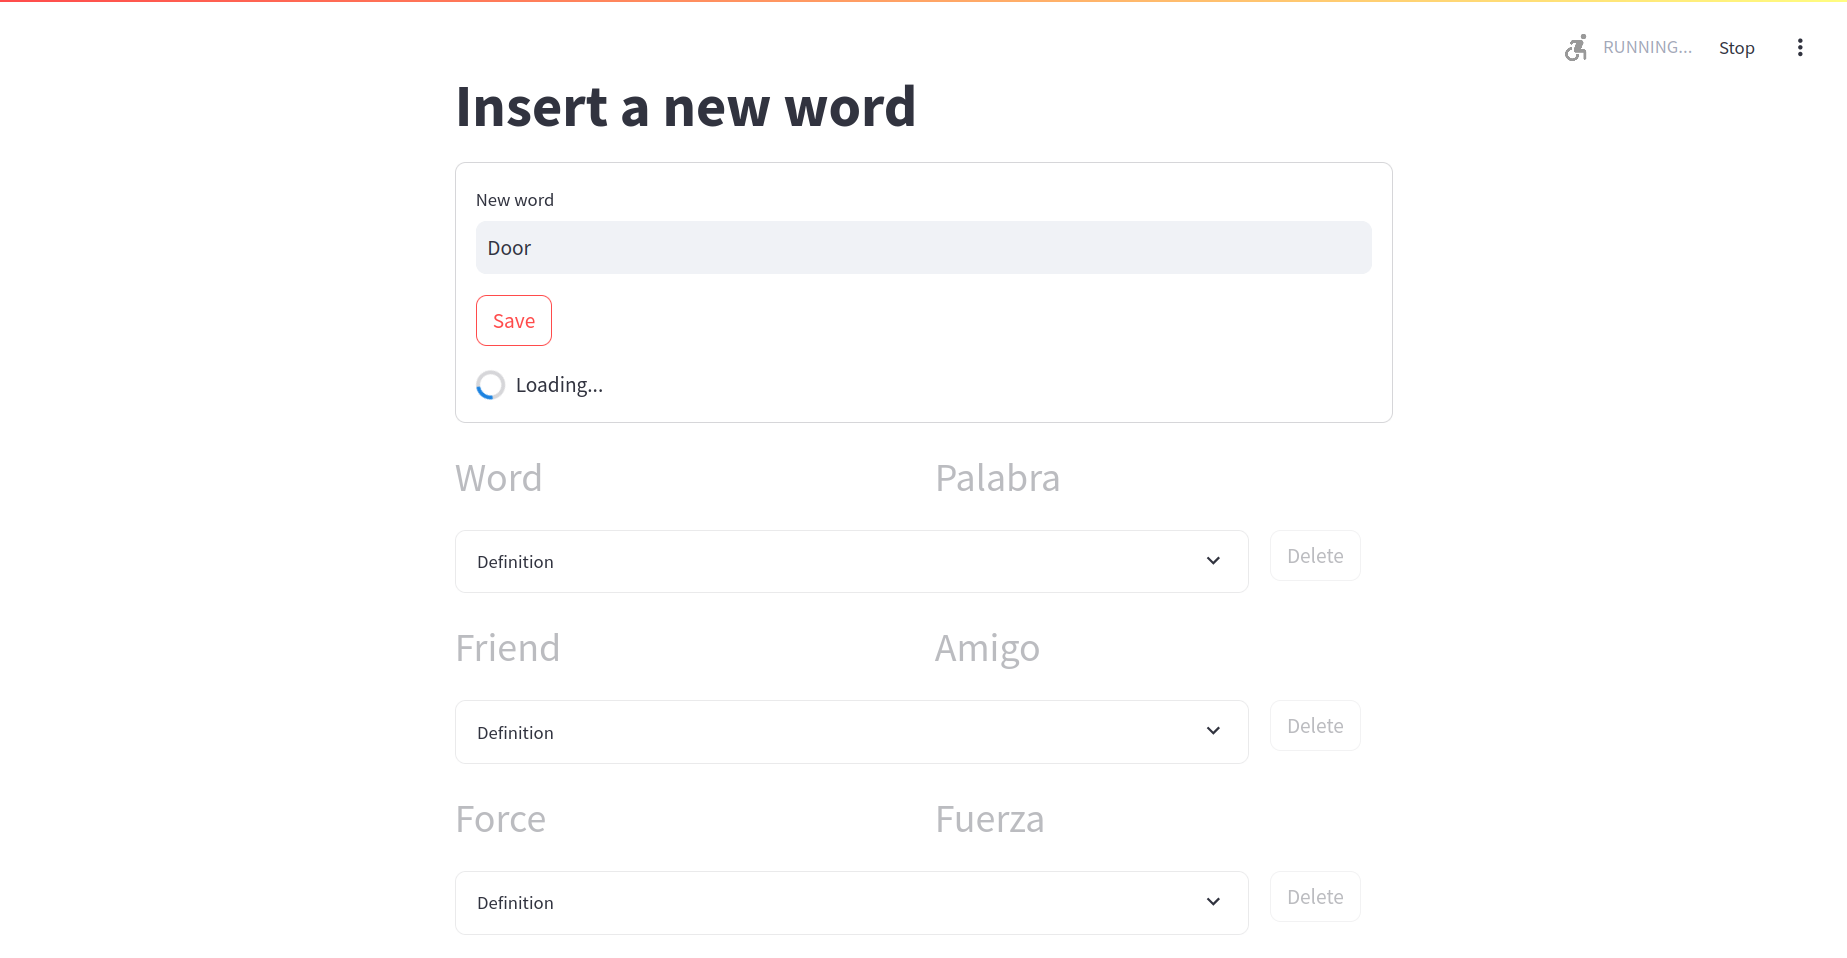 RUNNING...
Stop
Insert a new word
New word
Door
Save
Loading...
Word
Palabra
Definition
Delete
Friend
Amigo
Definition
Delete
Force
Fuerza
Definition
Delete